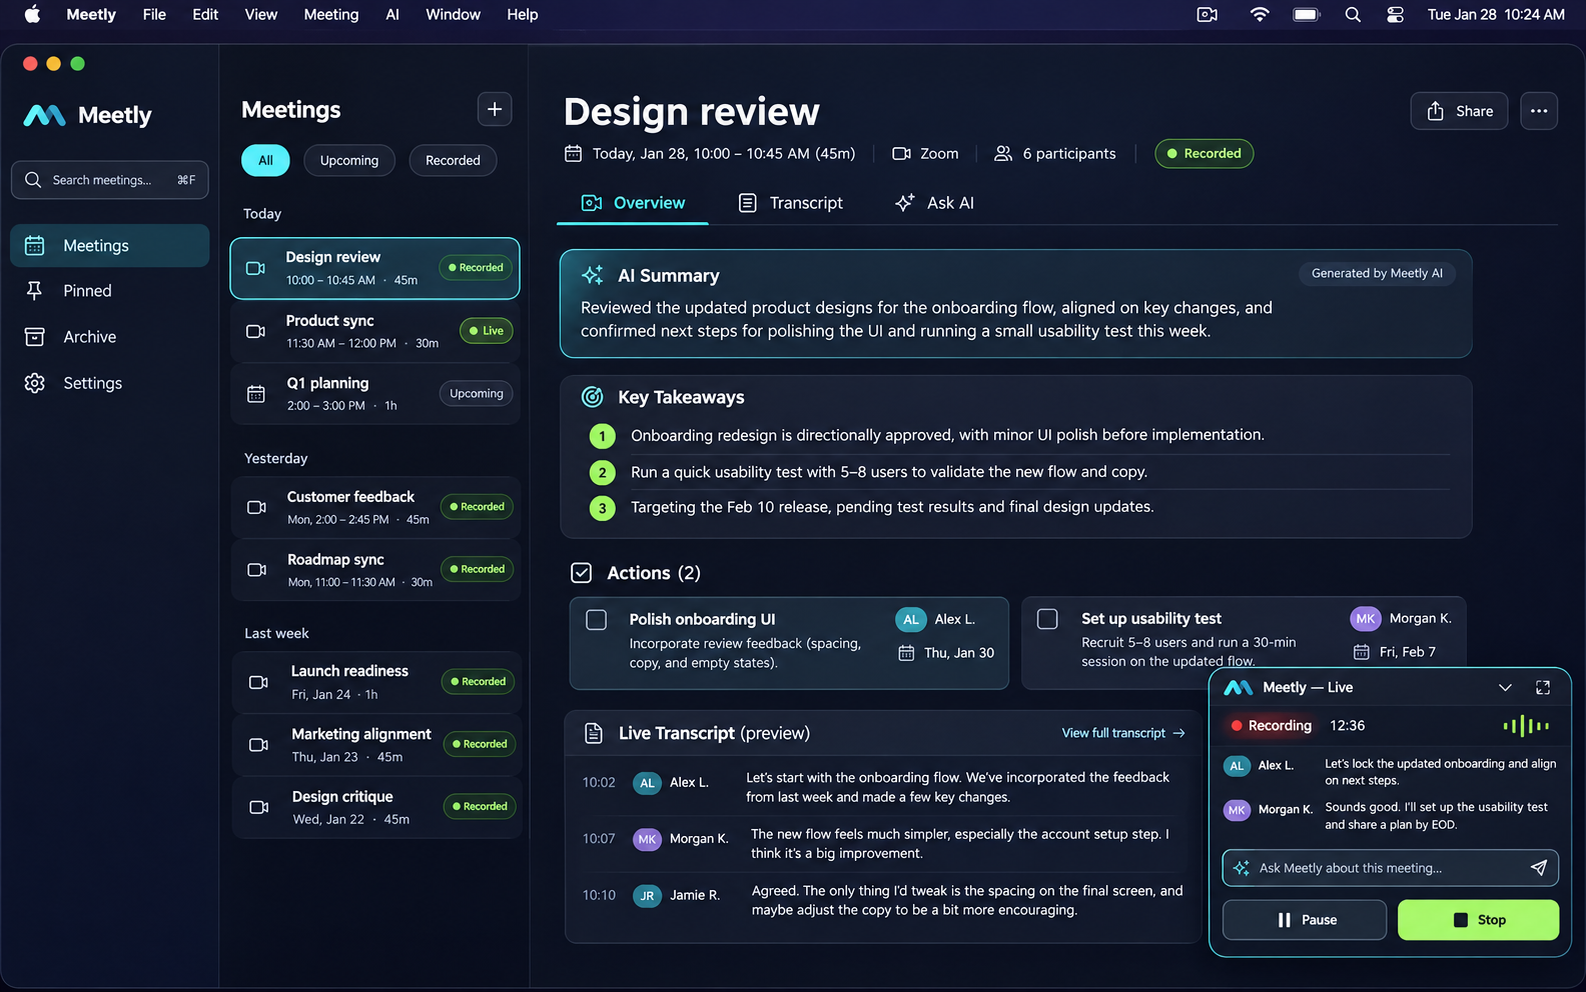 Meetly File Edit View Meeting AI Window Help Tue Jan 28 10:24 AM
Meetly
Search meetings... ⌘F
Meetings
Pinned
Archive
Settings
Meetings
+
All Upcoming Recorded
Today
Design review
10:00 – 10:45 AM · 45m
Recorded
Product sync
11:30 AM – 12:00 PM · 30m
Live
Q1 planning
2:00 – 3:00 PM · 1h
Upcoming
Yesterday
Customer feedback
Mon, 2:00 – 2:45 PM · 45m
Recorded
Roadmap sync
Mon, 11:00 – 11:30 AM · 30m
Recorded
Last week
Launch readiness
Fri, Jan 24 · 1h
Recorded
Marketing alignment
Thu, Jan 23 · 45m
Recorded
Design critique
Wed, Jan 22 · 45m
Recorded
Design review
Share
Today, Jan 28, 10:00 – 10:45 AM (45m) Zoom 6 participants Recorded
Overview Transcript Ask AI
AI Summary
Generated by Meetly AI
Reviewed the updated product designs for the onboarding flow, aligned on key changes, and
confirmed next steps for polishing the UI and running a small usability test this week.
Key Takeaways
1 Onboarding redesign is directionally approved, with minor UI polish before implementation.
2 Run a quick usability test with 5–8 users to validate the new flow and copy.
3 Targeting the Feb 10 release, pending test results and final design updates.
Actions (2)
Polish onboarding UI
Incorporate review feedback (spacing,
copy, and empty states).
AL Alex L.
Thu, Jan 30
Set up usability test
Recruit 5–8 users and run a 30-min
session on the updated flow.
MK Morgan K.
Fri, Feb 7
Live Transcript (preview)
View full transcript →
10:02 AL Alex L. Let's start with the onboarding flow. We've incorporated the feedback
from last week and made a few key changes.
10:07 MK Morgan K. The new flow feels much simpler, especially the account setup step. I
think it's a big improvement.
10:10 JR Jamie R. Agreed. The only thing I'd tweak is the spacing on the final screen, and
maybe adjust the copy to be a bit more encouraging.
Meetly — Live
Recording 12:36
AL Alex L. Let's lock the updated onboarding and align
on next steps.
MK Morgan K. Sounds good. I'll set up the usability test
and share a plan by EOD.
Ask Meetly about this meeting...
Pause Stop